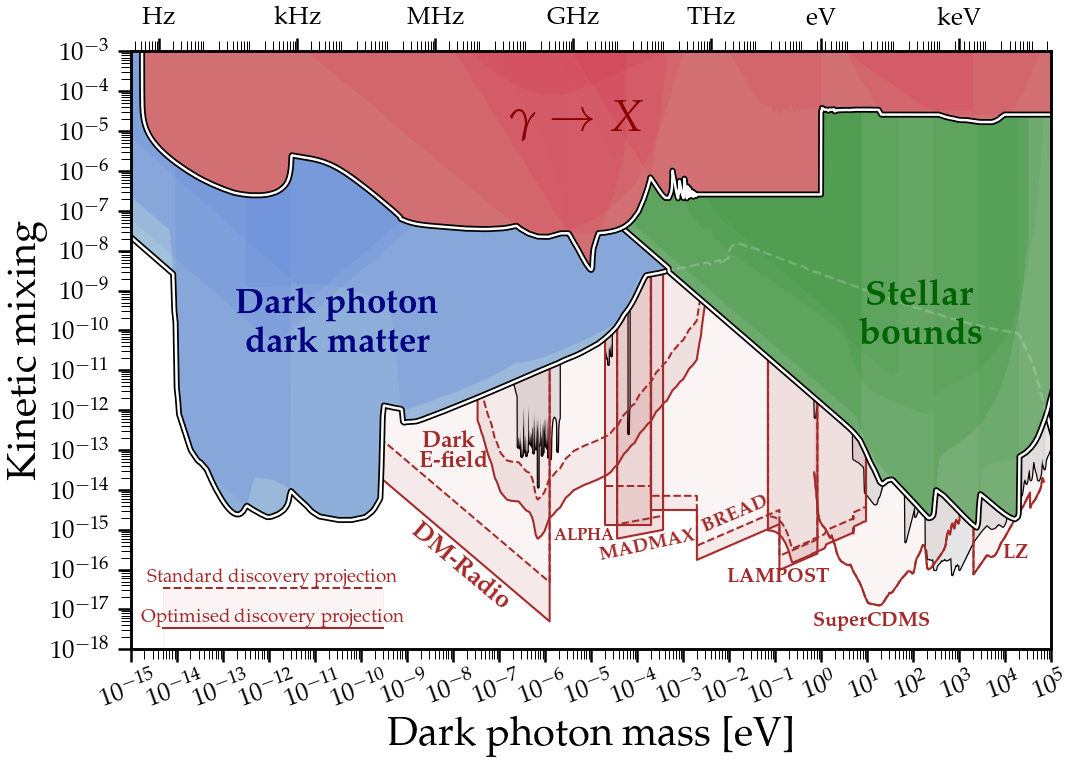 Hz kHz MHz GHz THz eV keV
10⁻³
10⁻⁴
10⁻⁵
10⁻⁶
10⁻⁷
10⁻⁸
10⁻⁹
10⁻¹⁰
10⁻¹¹
10⁻¹²
10⁻¹³
10⁻¹⁴
10⁻¹⁵
10⁻¹⁶
10⁻¹⁷
10⁻¹⁸
Kinetic mixing
γ → X
Dark photon
dark matter
Stellar
bounds
Dark
E-field
DM-Radio
ALPHA
MADMAX
BREAD
LAMPOST
SuperCDMS
LZ
Standard discovery projection
Optimised discovery projection
10⁻¹⁵ 10⁻¹⁴ 10⁻¹³ 10⁻¹² 10⁻¹¹ 10⁻¹⁰ 10⁻⁹ 10⁻⁸ 10⁻⁷ 10⁻⁶ 10⁻⁵ 10⁻⁴ 10⁻³ 10⁻² 10⁻¹ 10⁰ 10¹ 10² 10³ 10⁴ 10⁵
Dark photon mass [eV]